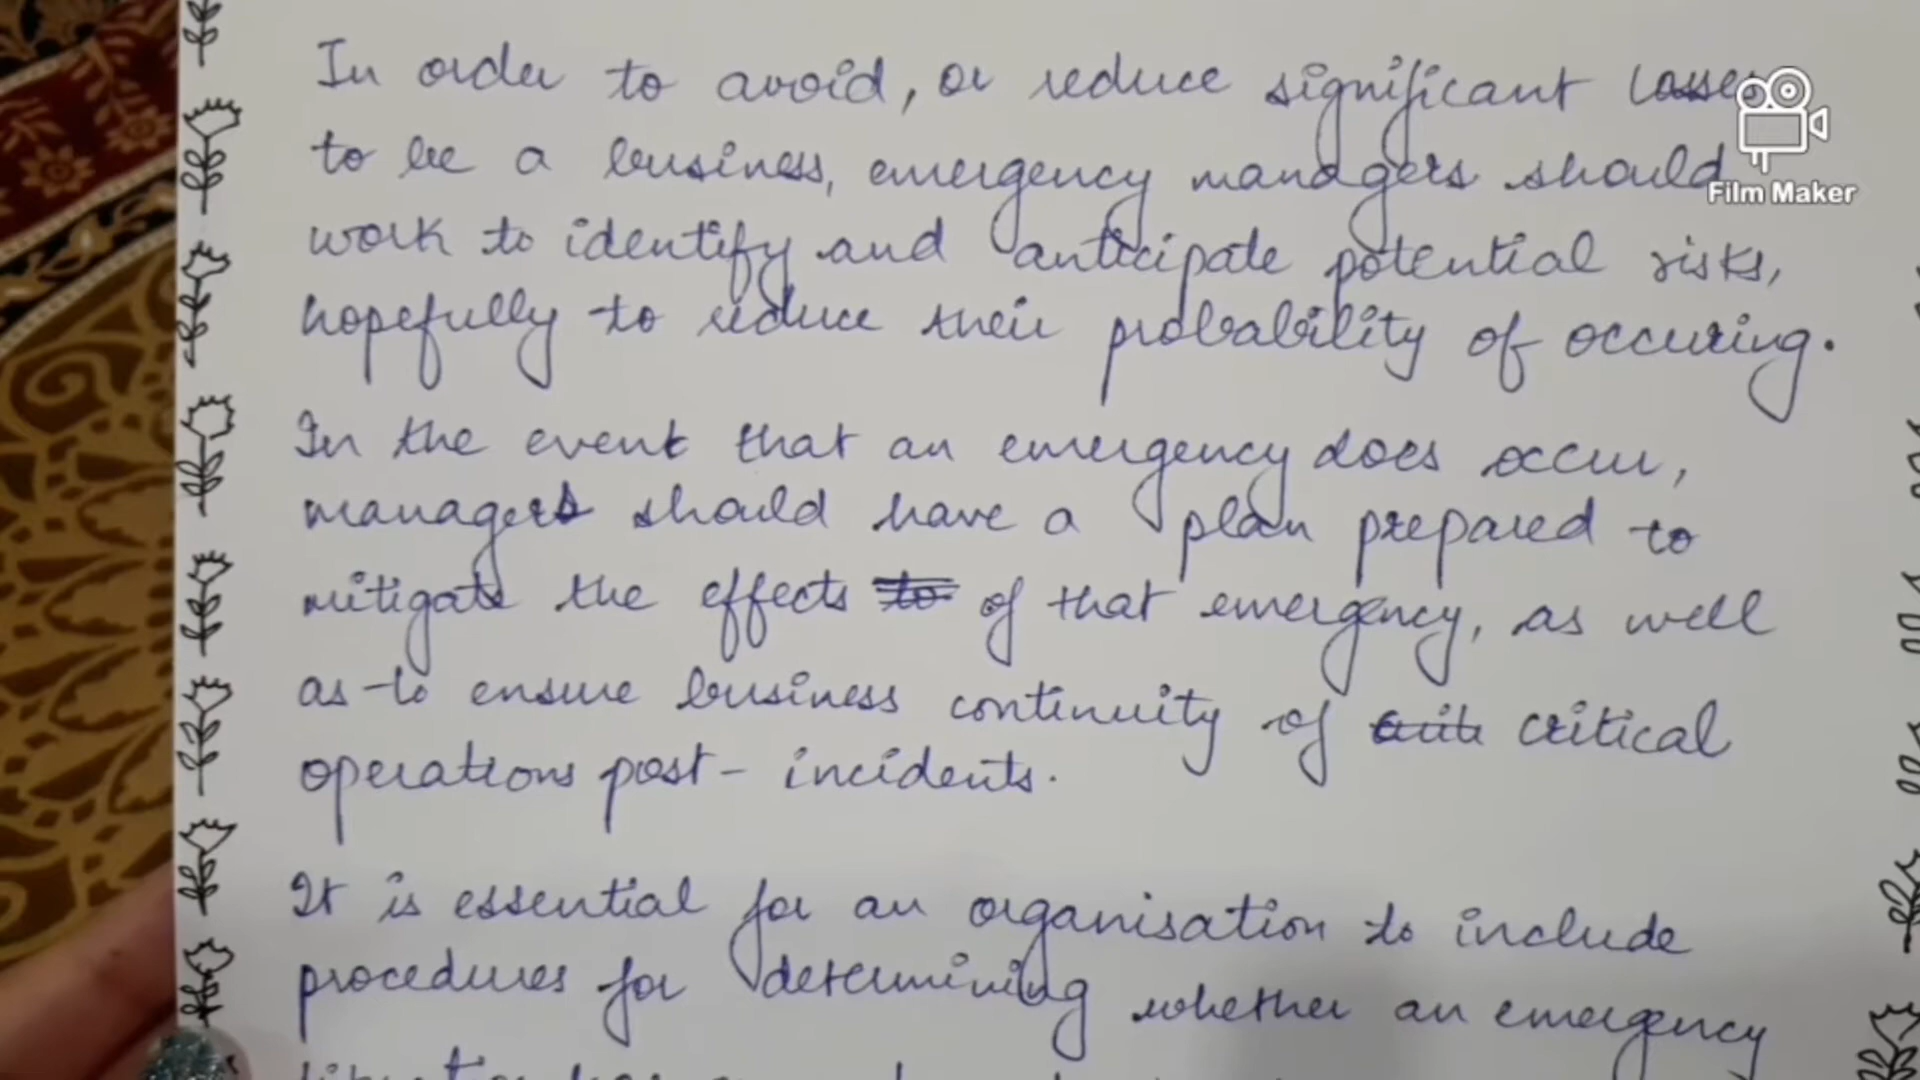 In order to avoid, or reduce significant losses
to be a business, emergency managers should
work to identify and anticipate potential risks,
hopefully to reduce their probability of occuring.
In the event that an emergency does occur,
managers should have a plan prepared to
mitigate the effects to of that emergency, as well
as to ensure business continuity of critical
operations post- incidents.
It is essential for an organisation to include
procedures for determining whether an emergency
Film Maker